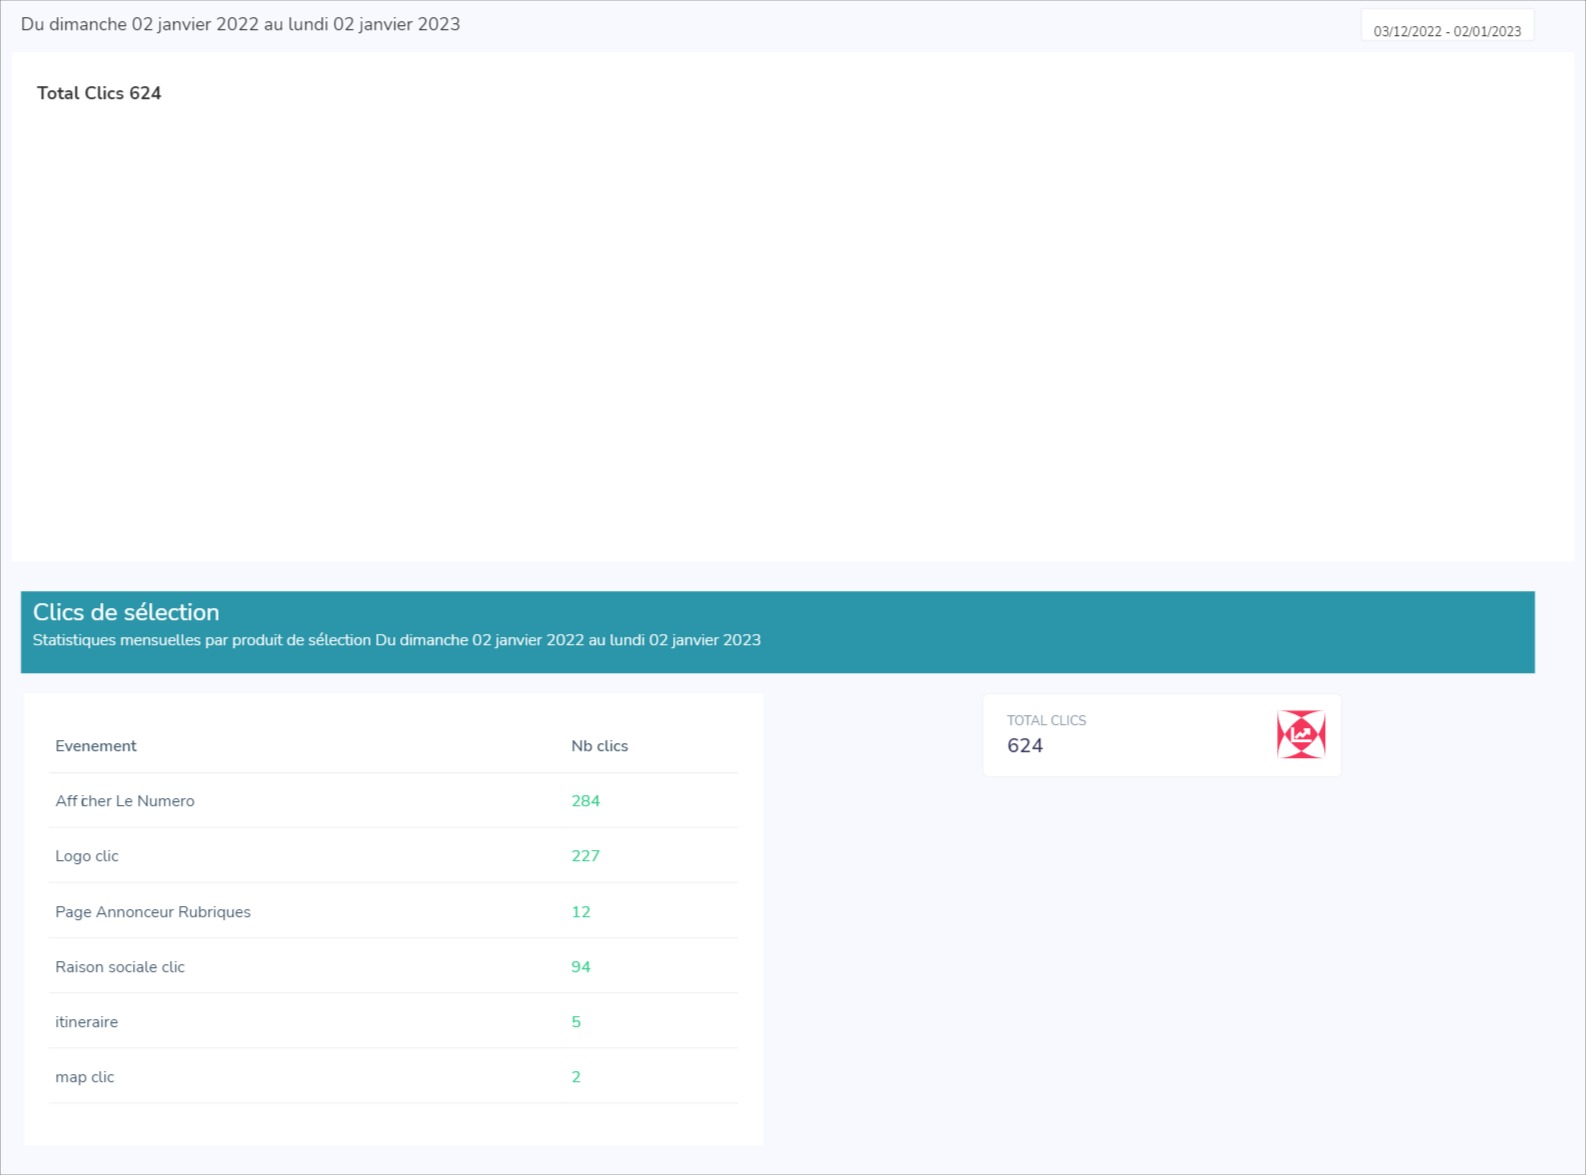 Du dimanche 02 janvier 2022 au lundi 02 janvier 2023
03/12/2022 - 02/01/2023
Total Clics 624
Clics de sélection
Statistiques mensuelles par produit de sélection Du dimanche 02 janvier 2022 au lundi 02 janvier 2023
Evenement Nb clics
Afficher Le Numero 284
Logo clic 227
Page Annonceur Rubriques 12
Raison sociale clic 94
itineraire 5
map clic 2
TOTAL CLICS
624